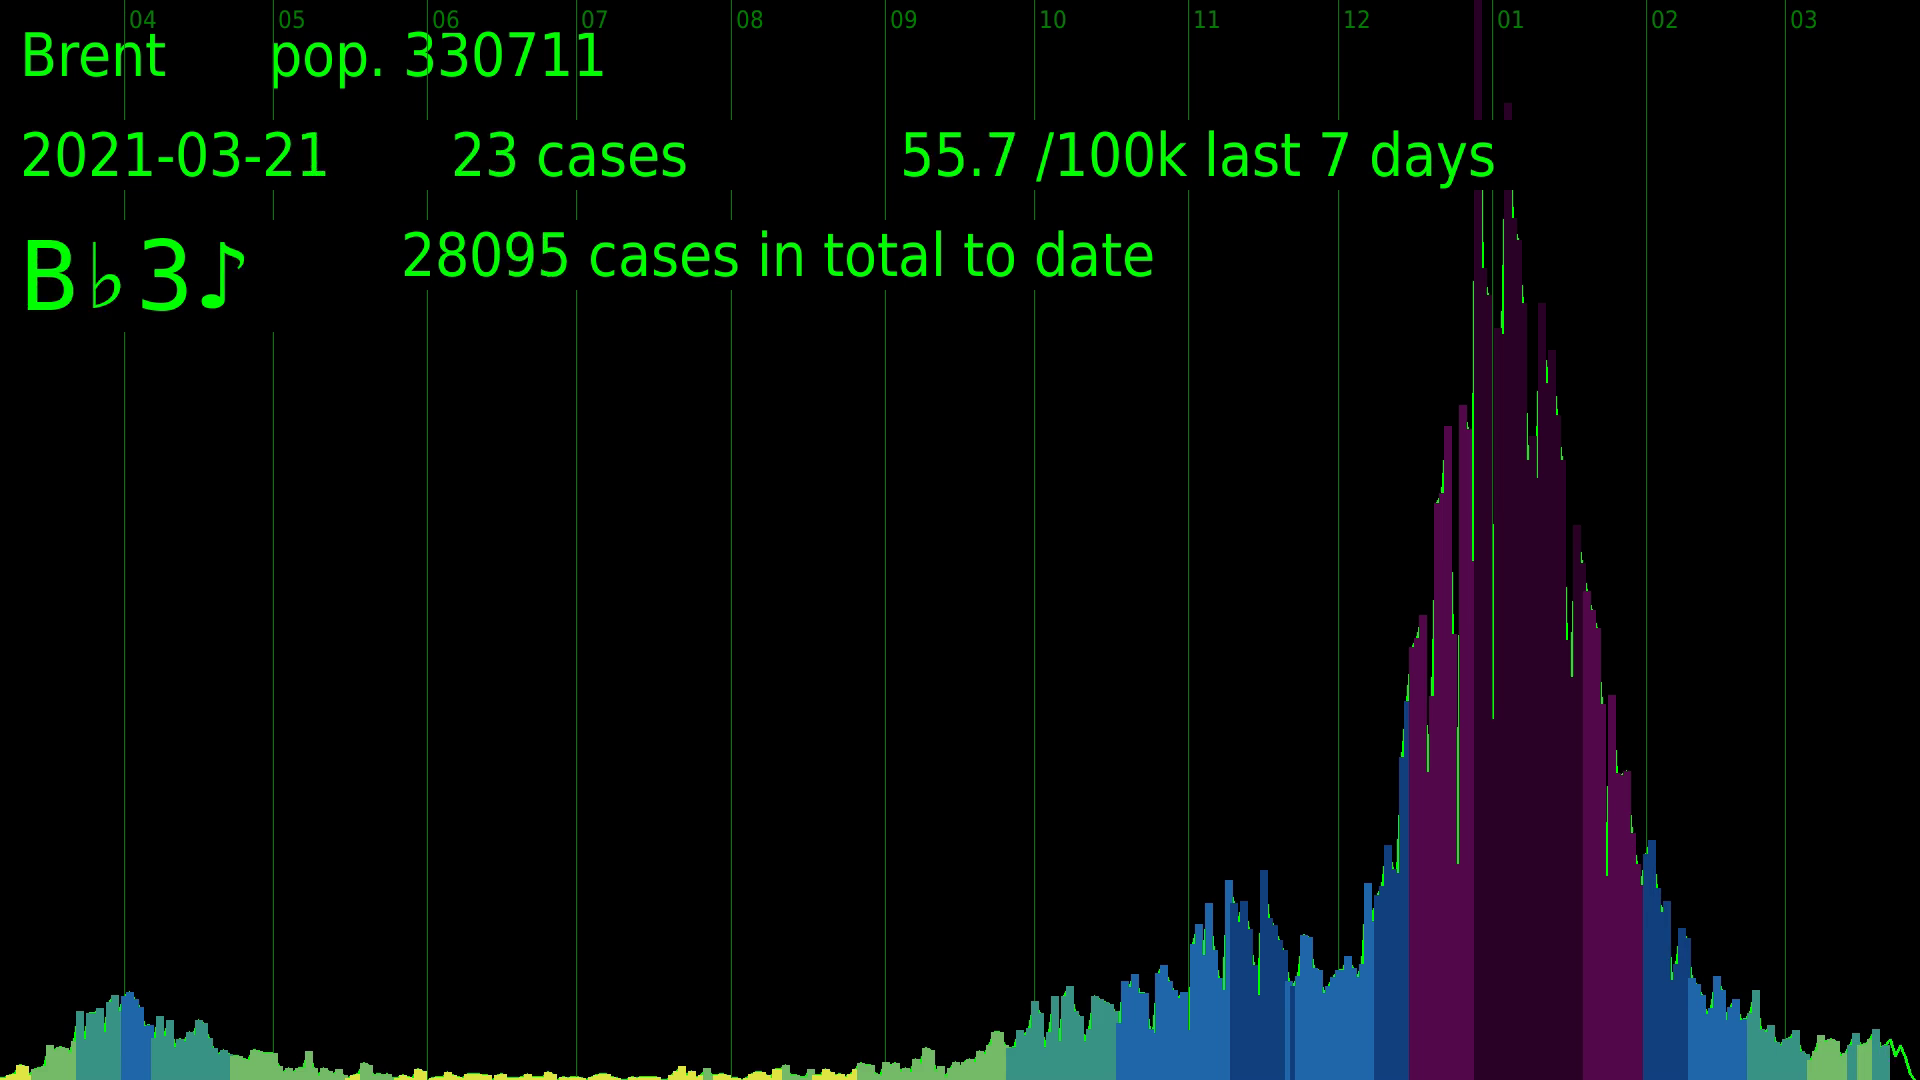 04 05 06 07 08 09 10 11 12 01 02 03
Brent pop. 330711
2021-03-21 23 cases 55.7 /100k last 7 days
B♭3♪ 28095 cases in total to date